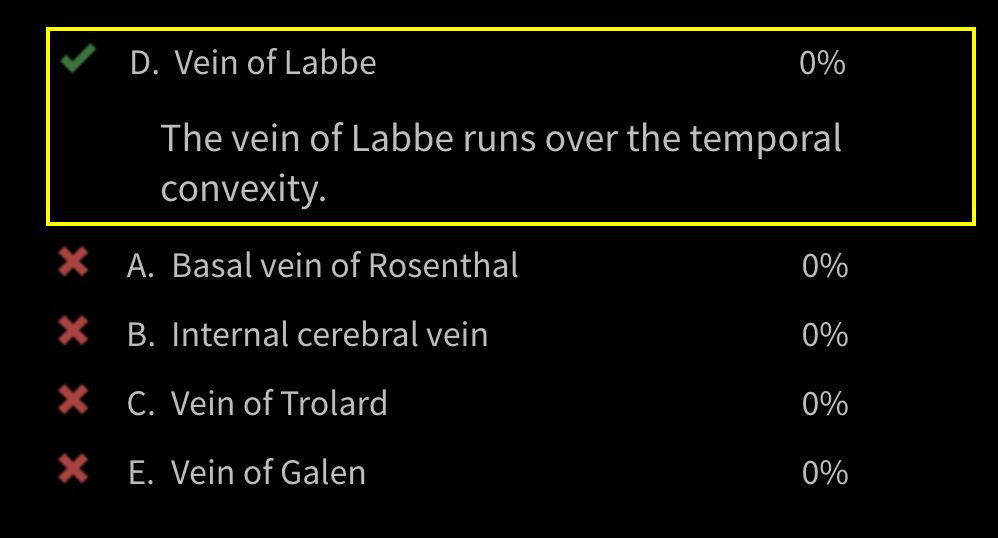 D. Vein of Labbe 0%
The vein of Labbe runs over the temporal
convexity.
A. Basal vein of Rosenthal 0%
B. Internal cerebral vein 0%
C. Vein of Trolard 0%
E. Vein of Galen 0%